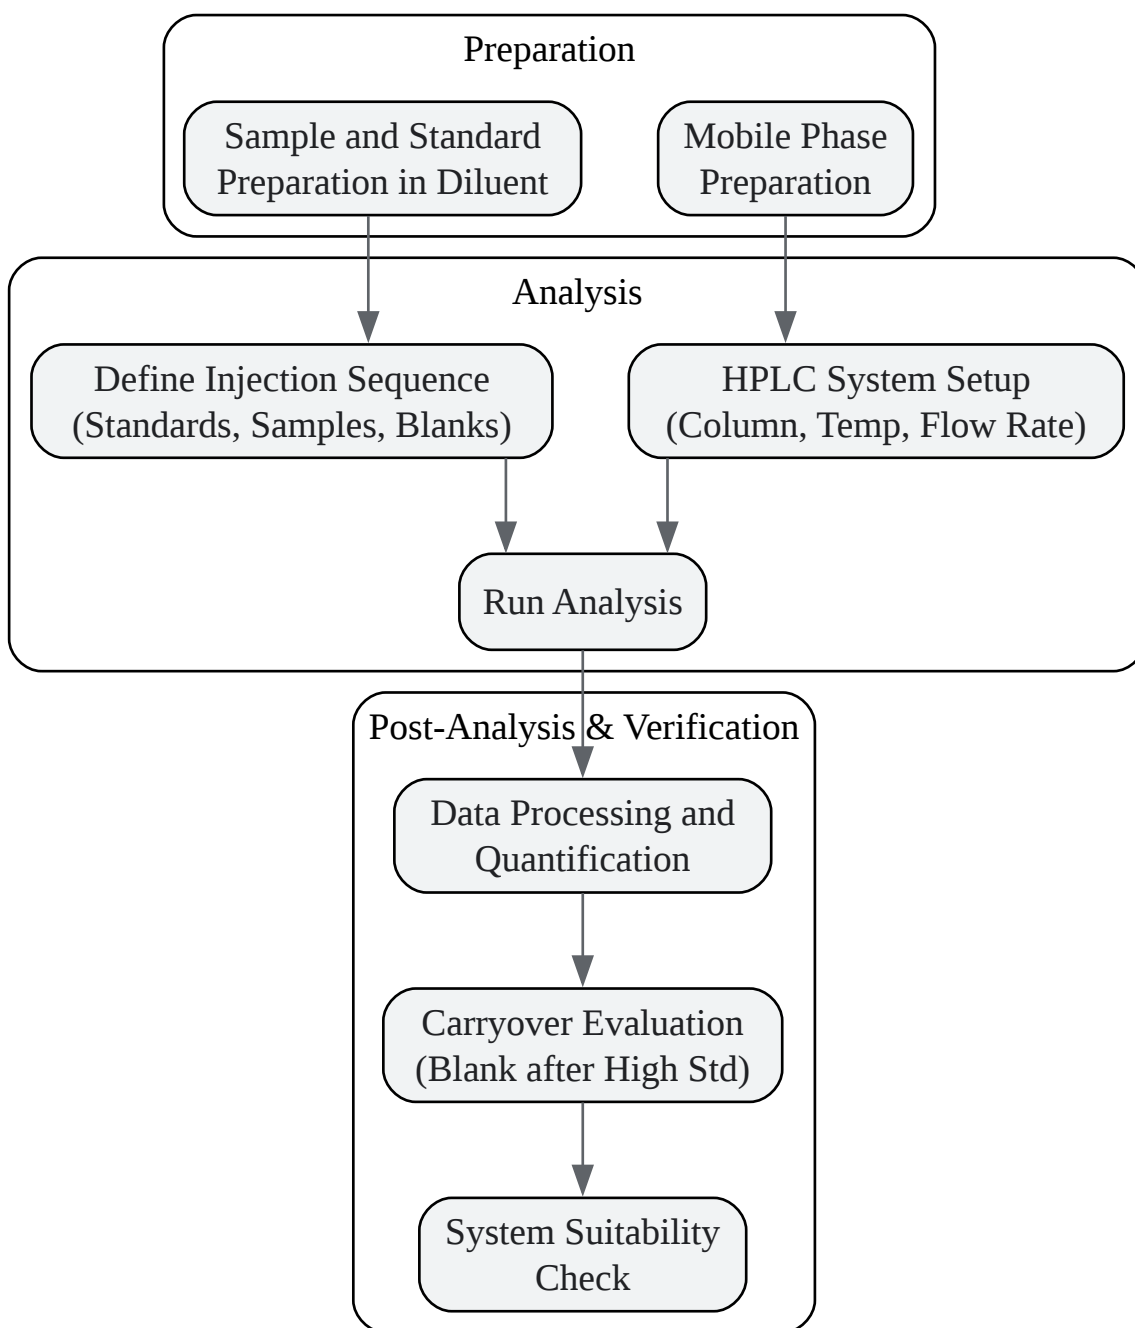 Preparation
Sample and Standard
Preparation in Diluent
Mobile Phase
Preparation
Analysis
Define Injection Sequence
(Standards, Samples, Blanks)
HPLC System Setup
(Column, Temp, Flow Rate)
Run Analysis
Post-Analysis & Verification
Data Processing and
Quantification
Carryover Evaluation
(Blank after High Std)
System Suitability
Check